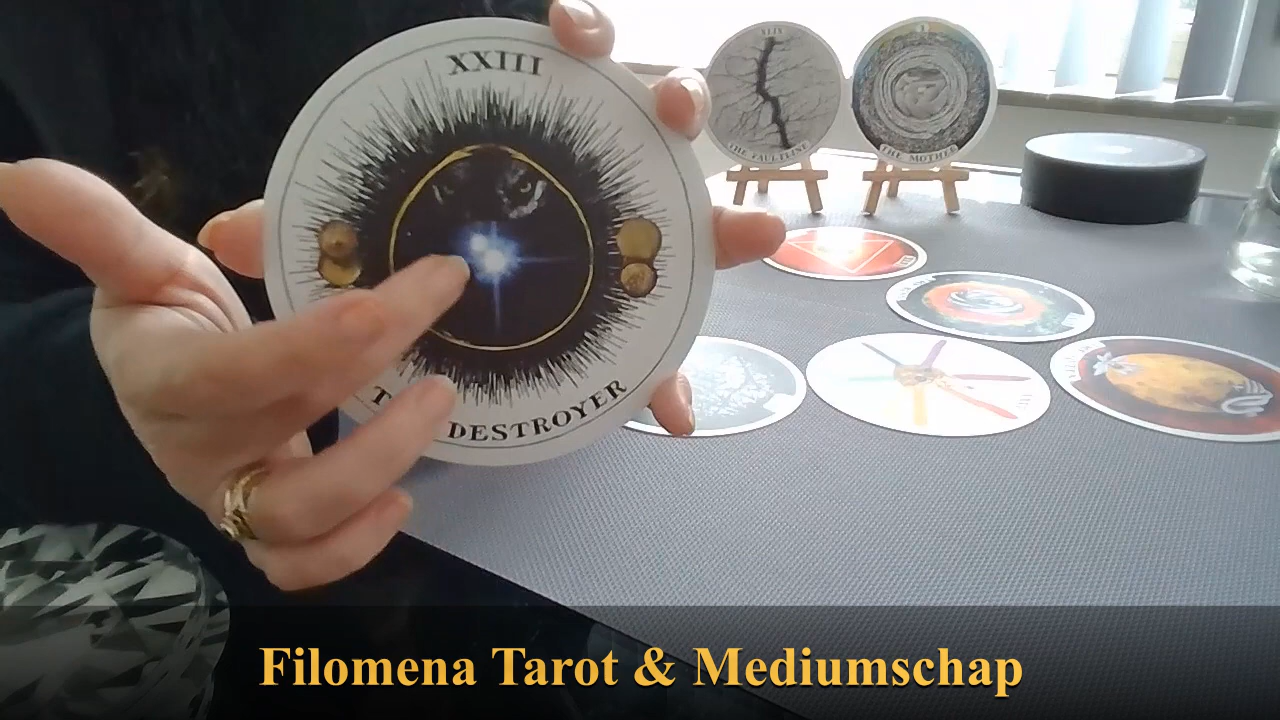 XXIII
THE FAULTLINE
THE MOTHER
DESTROYER
Filomena Tarot & Mediumschap